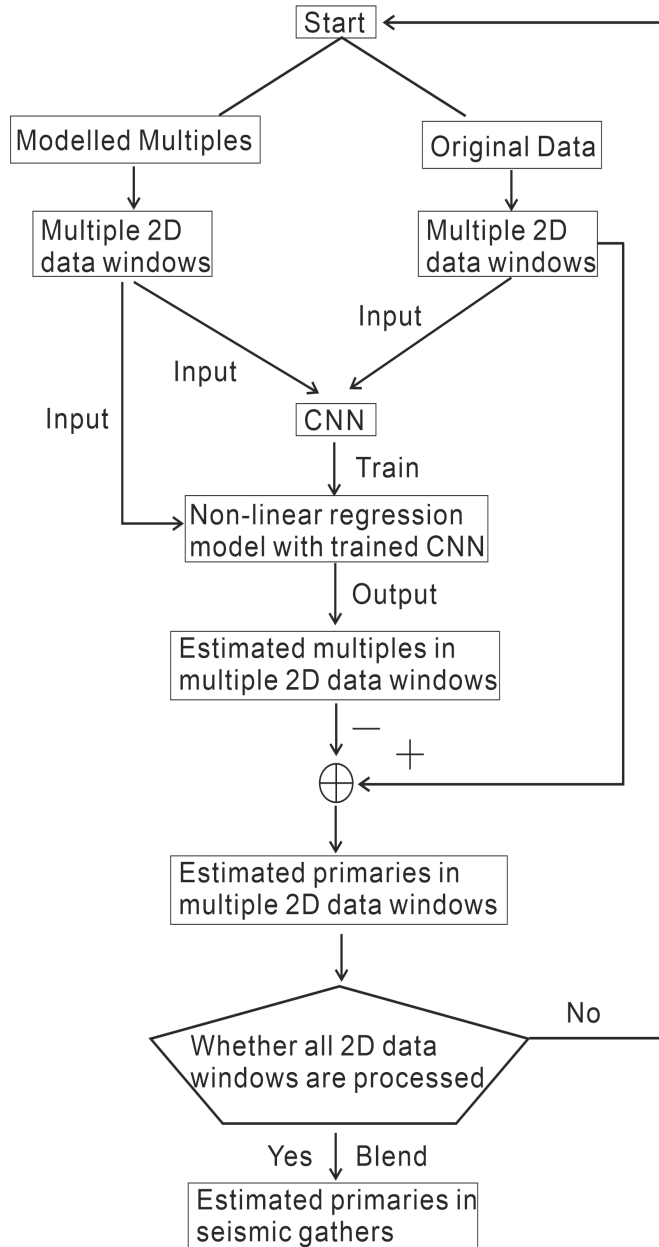 Start
Modelled Multiples
Original Data
Multiple 2D
data windows
Multiple 2D
data windows
Input
Input
Input
CNN
Train
Non-linear regression
model with trained CNN
Output
Estimated multiples in
multiple 2D data windows
—
+
Estimated primaries in
multiple 2D data windows
No
Whether all 2D data
windows are processed
Yes
Blend
Estimated primaries in
seismic gathers